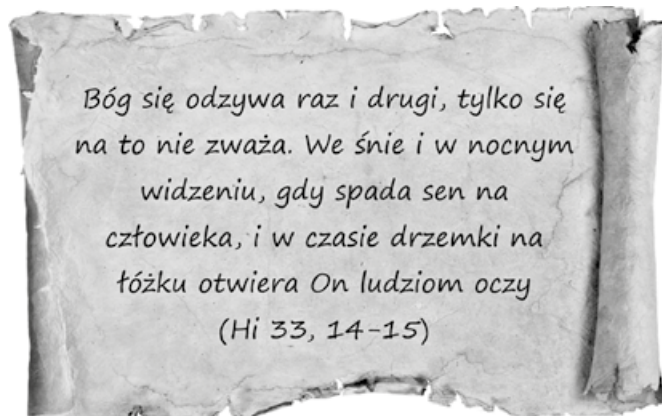 Bóg się odzywa raz i drugi, tylko się
na to nie zważa. We śnie i w nocnym
widzeniu, gdy spada sen na
człowieka, i w czasie drzemki na
łóżku otwiera On ludziom oczy
(Hi 33, 14-15)